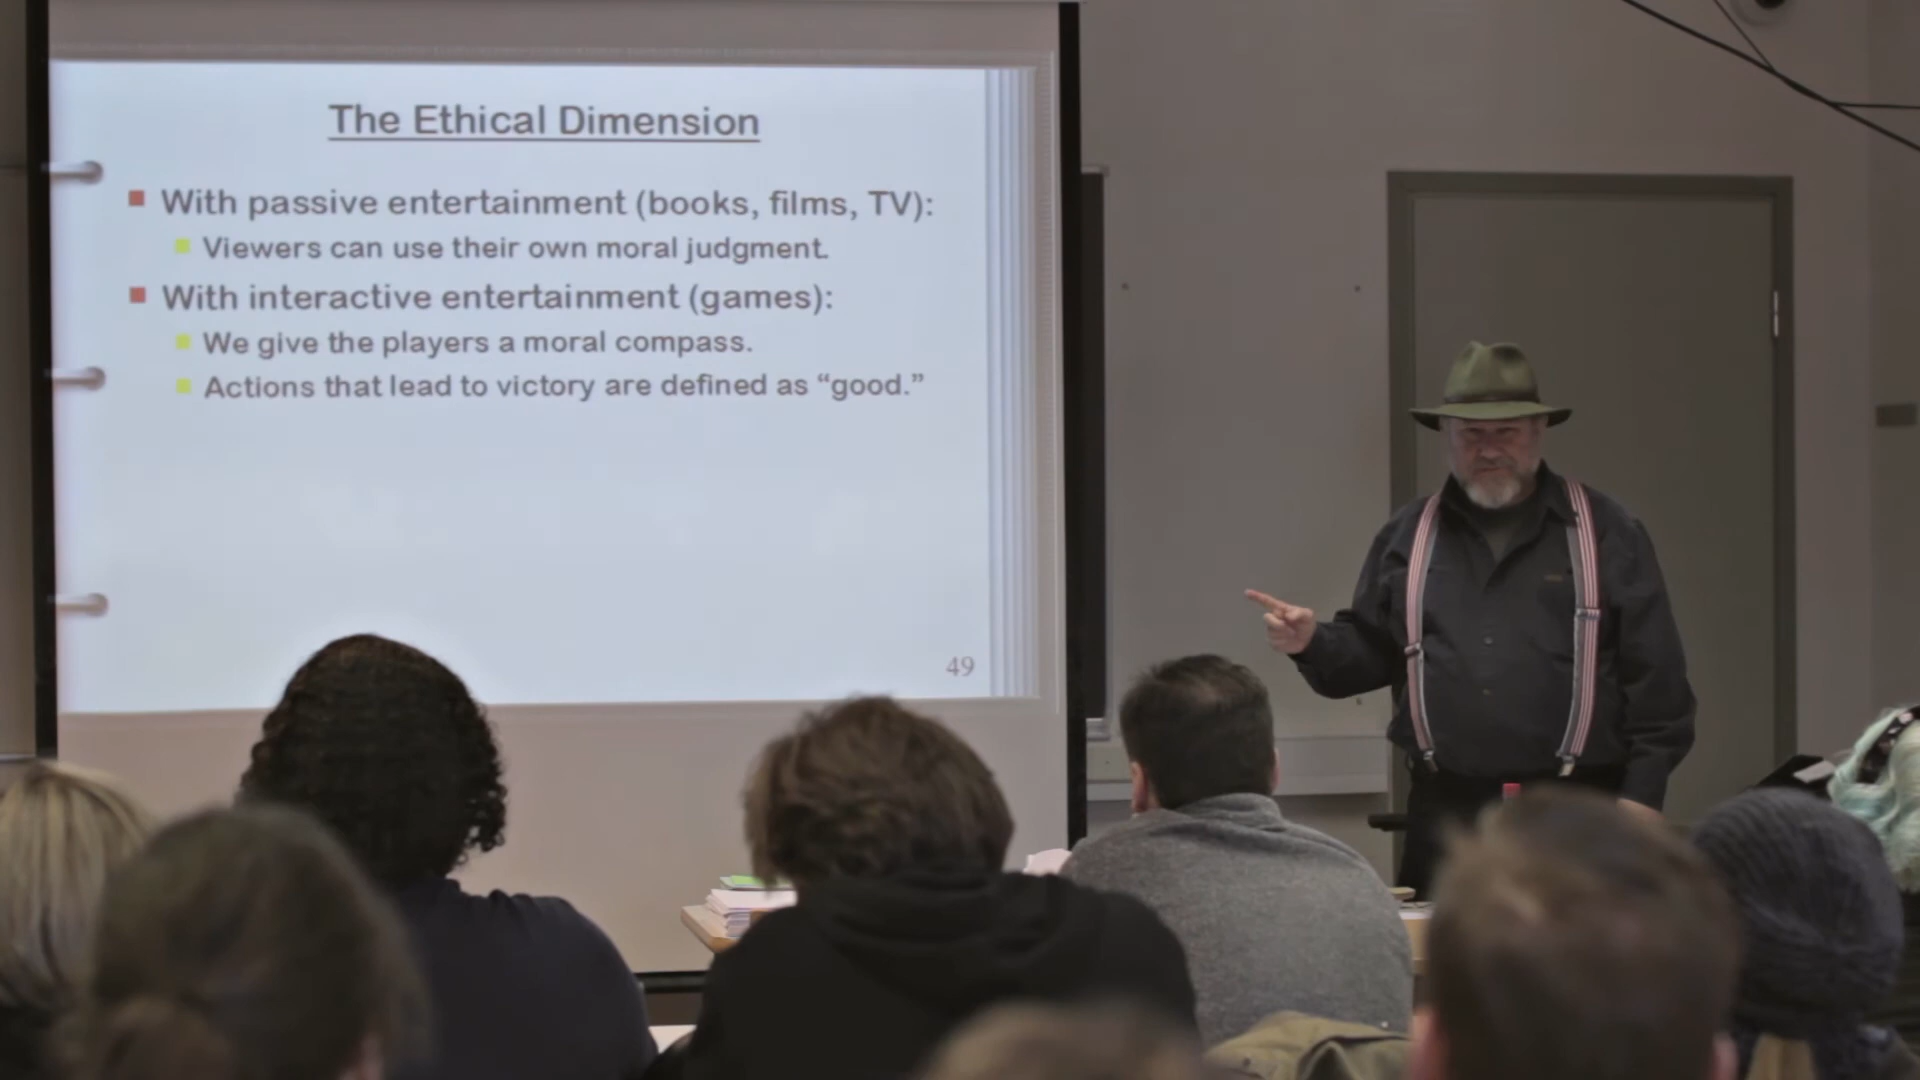 The Ethical Dimension
With passive entertainment (books, films, TV):
Viewers can use their own moral judgment.
With interactive entertainment (games):
We give the players a moral compass.
Actions that lead to victory are defined as “good.”
49